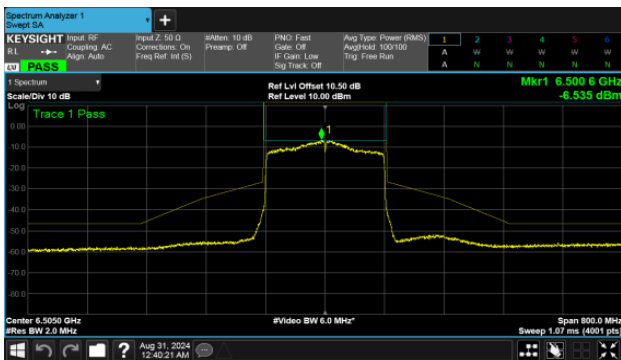 Spectrum Analyzer 1
Swept SA
KEYSIGHT Input: RF Input Z: 50 Ω #Atten: 10 dB PNO: Fast Avg Type: Power (RMS) 1 2 3 4 5 6
RL Coupling: AC Corrections: On Preamp: Off Gate: Off Avg|Hold: 100/100 A W W W W W
Align: Auto Freq Ref: Int (S) IF Gain: Low Trig: Free Run
LXI PASS Sig Track: Off A N N N N N
1 Spectrum Ref Lvl Offset 10.50 dB Mkr1 6.500 6 GHz
Scale/Div 10 dB Ref Level 10.00 dBm -6.535 dBm
Log
Trace 1 Pass
0.00
1
-10.0
-20.0
-30.0
-40.0
-50.0
-60.0
-70.0
-80.0
Center 6.5050 GHz #Video BW 6.0 MHz* Span 800.0 MHz
#Res BW 2.0 MHz Sweep 1.07 ms (4001 pts)
? Aug 31, 2024
12:40:21 AM